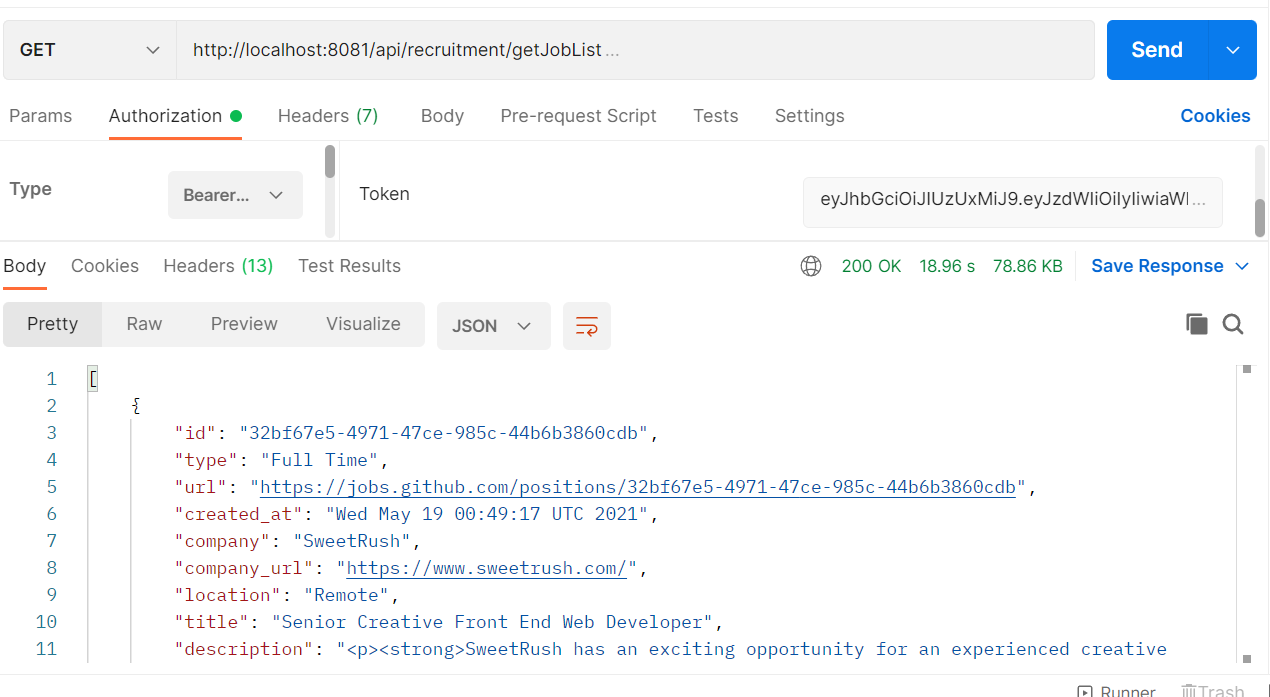 GET http://localhost:8081/api/recruitment/getJobList ... Send
Params Authorization Headers (7) Body Pre-request Script Tests Settings Cookies
Type Bearer... Token eyJhbGciOiJIUzUxMiJ9.eyJzdWIiOiIyIiwiaWI...
Body Cookies Headers (13) Test Results 200 OK 18.96 s 78.86 KB Save Response
Pretty Raw Preview Visualize JSON
1 [
2 {
3 "id": "32bf67e5-4971-47ce-985c-44b6b3860cdb",
4 "type": "Full Time",
5 "url": "https://jobs.github.com/positions/32bf67e5-4971-47ce-985c-44b6b3860cdb",
6 "created_at": "Wed May 19 00:49:17 UTC 2021",
7 "company": "SweetRush",
8 "company_url": "https://www.sweetrush.com/",
9 "location": "Remote",
10 "title": "Senior Creative Front End Web Developer",
11 "description": "<p><strong>SweetRush has an exciting opportunity for an experienced creative
Runner Trash